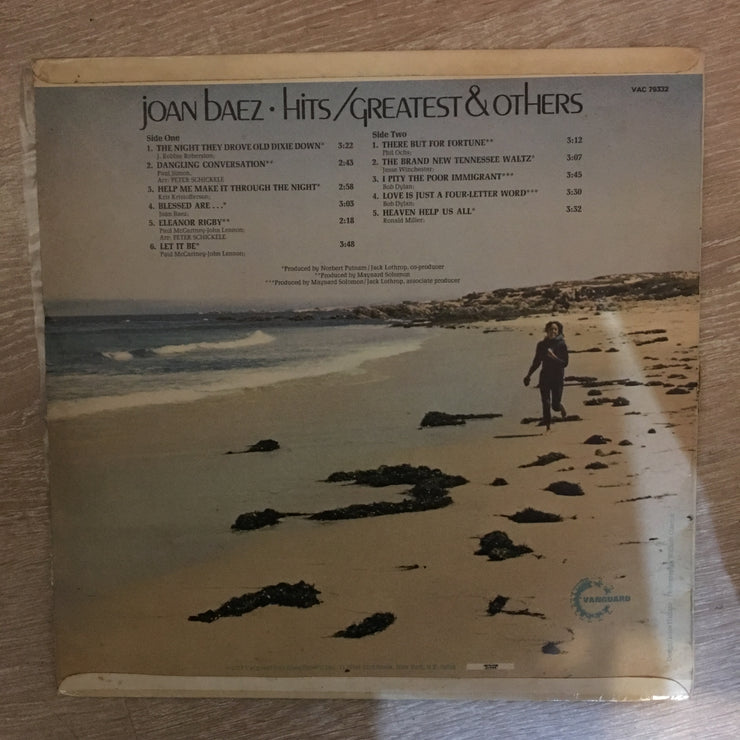 VAC 79332
joan baez • hits/greatest & others
Side One
1. THE NIGHT THEY DROVE OLD DIXIE DOWN* 3:22
J. Robbie Robertson;
2. DANGLING CONVERSATION** 2:43
Paul Simon,
Arr: PETER SCHICKELE
3. HELP ME MAKE IT THROUGH THE NIGHT* 2:58
Kris Kristofferson;
4. BLESSED ARE . . .* 3:03
Joan Baez;
5. ELEANOR RIGBY** 2:18
Paul McCartney-John Lennon;
Arr: PETER SCHICKELE
6. LET IT BE* 3:48
Paul McCartney-John Lennon;
Side Two
1. THERE BUT FOR FORTUNE** 3:12
Phil Ochs;
2. THE BRAND NEW TENNESSEE WALTZ* 3:07
Jesse Winchester;
3. I PITY THE POOR IMMIGRANT*** 3:45
Bob Dylan;
4. LOVE IS JUST A FOUR-LETTER WORD*** 3:30
Bob Dylan;
5. HEAVEN HELP US ALL* 3:32
Ronald Miller;
*Produced by Norbert Putnam/Jack Lothrop, co-producer
**Produced by Maynard Solomon
***Produced by Maynard Solomon/Jack Lothrop, associate producer
VANGUARD
New York, N.Y.